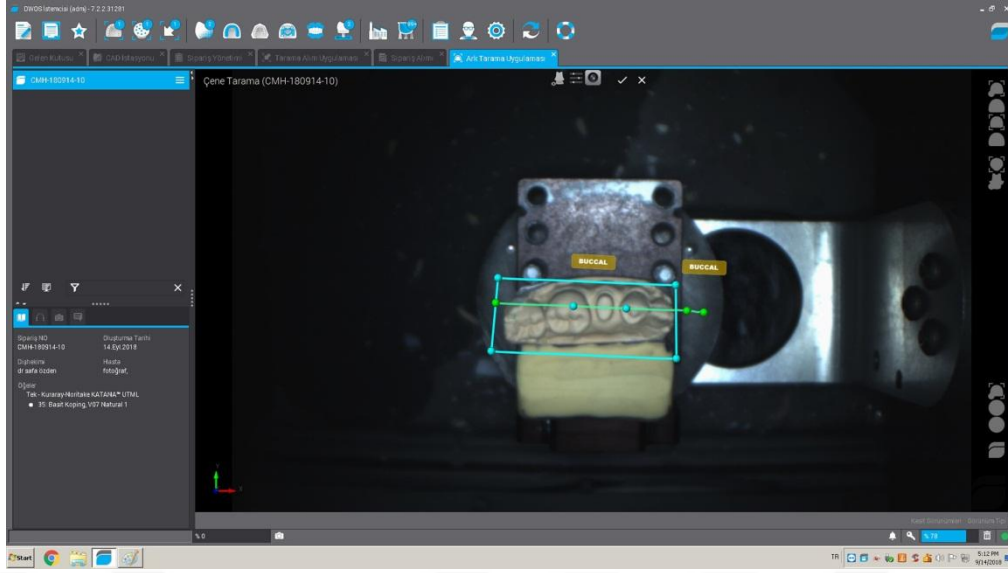 DWOS İstemcisi (adm) - 7.2.2.31281
Gelen Kutusu
CAD İstasyonu
Sipariş Yönetimi
Tarama Alım Uygulaması
Sipariş Alımı
Ark Tarama Uygulaması
CMH-180914-10
Çene Tarama (CMH-180914-10)
BUCCAL
BUCCAL
Sipariş NO
Oluşturma Tarihi
CMH-180914-10
14.Eyl.2018
Dişhekimi
Hasta
dr safa özden
fotoğraf,
Öğeler
Tek - Kuraray-Noritake KATANA™ UTML
35: Basit Koping, V07 Natural 1
Y
X
% 0
% 78
Start
TR
5:12 PM
9/14/2018